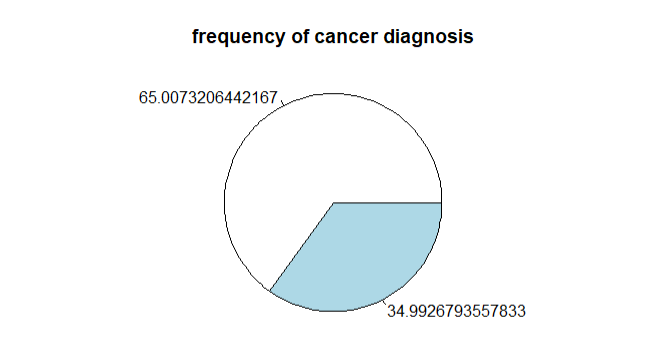 frequency of cancer diagnosis
65.0073206442167
34.9926793557833